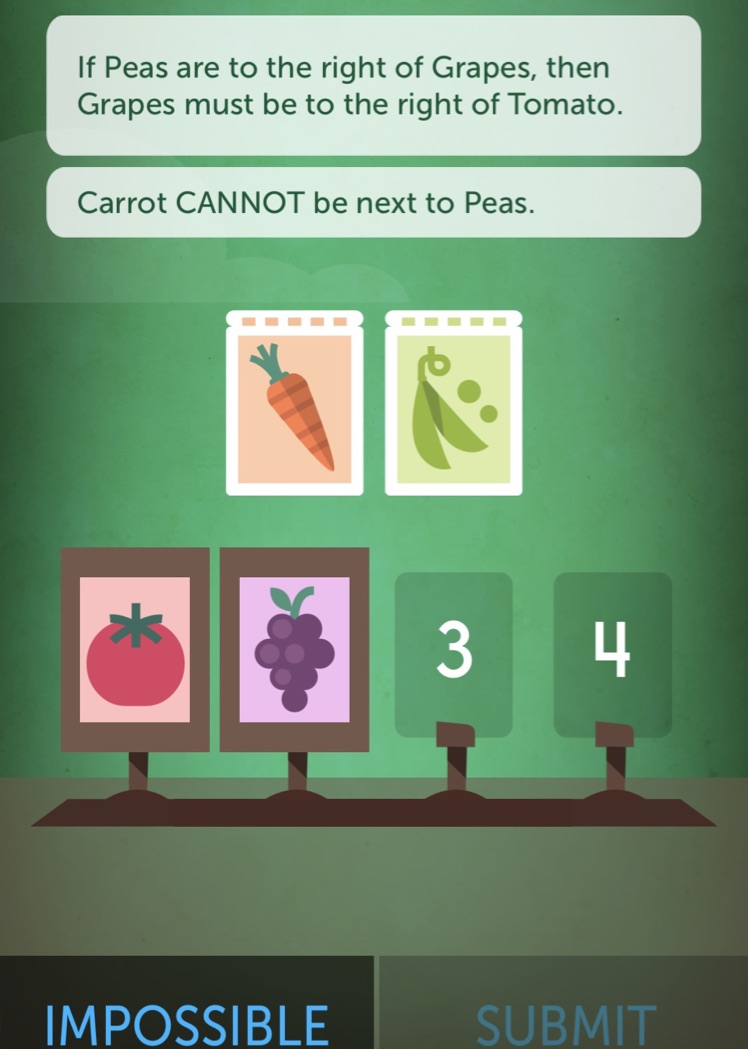 If Peas are to the right of Grapes, then
Grapes must be to the right of Tomato.
Carrot CANNOT be next to Peas.
3 4
IMPOSSIBLE SUBMIT